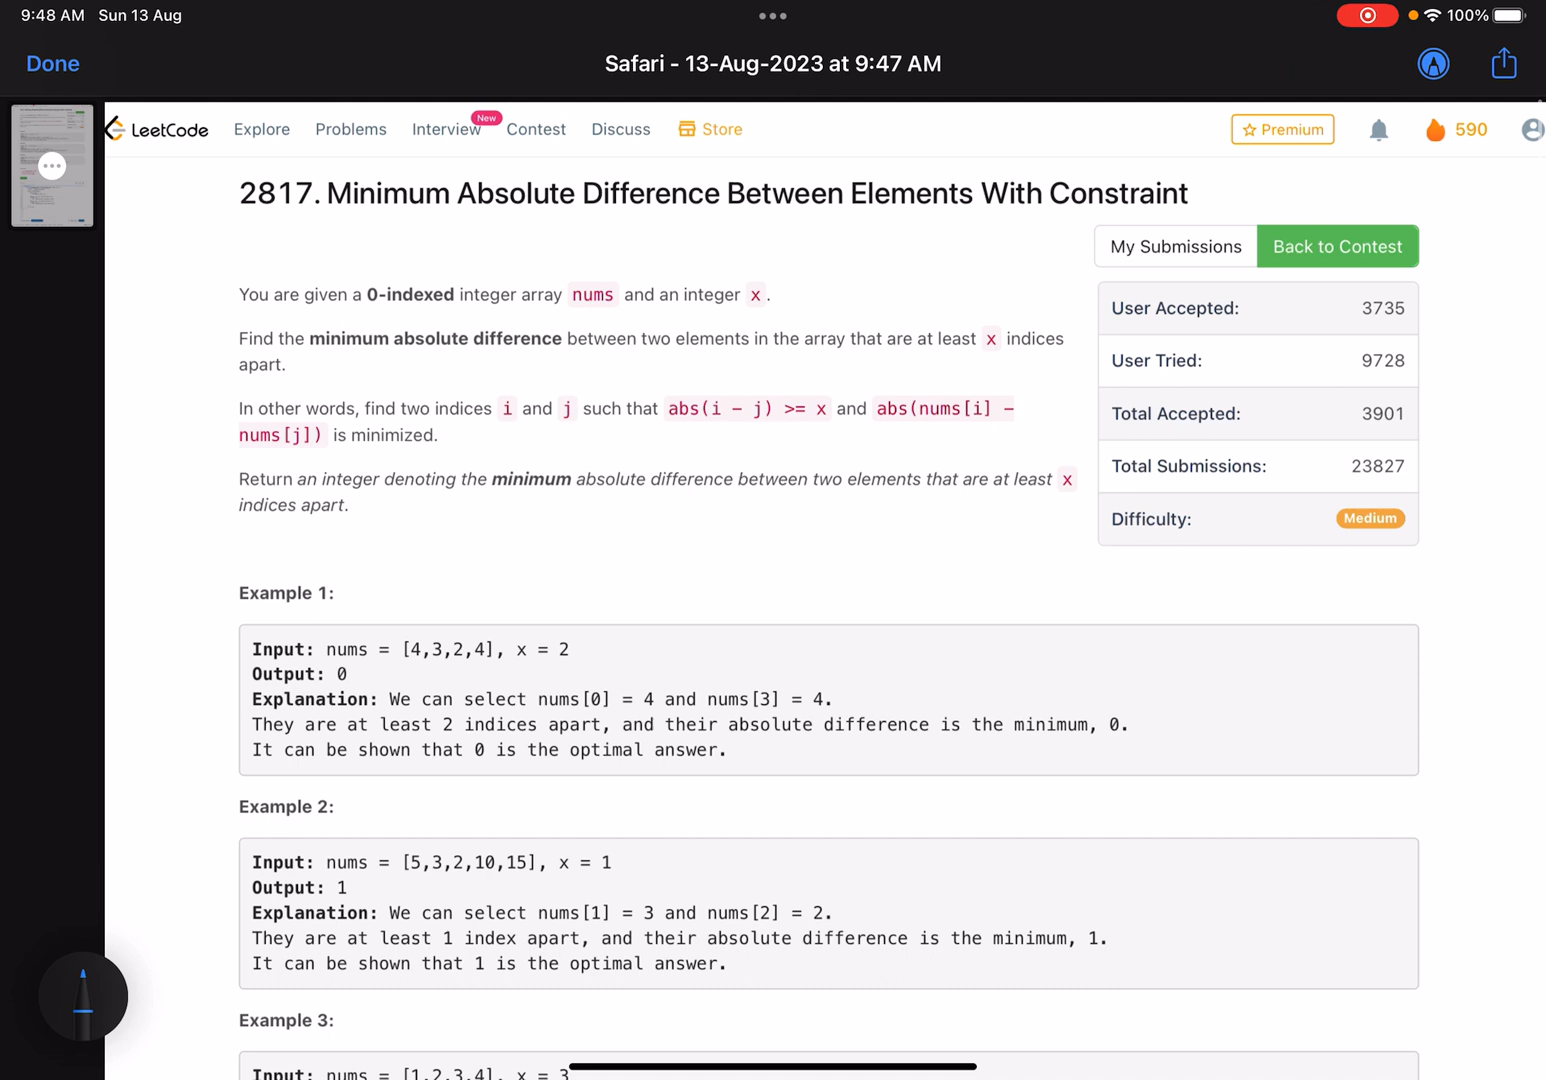 9:48 AM Sun 13 Aug
100%
Done
Safari - 13-Aug-2023 at 9:47 AM
LeetCode
Explore
Problems
Interview
New
Contest
Discuss
Store
Premium
590
2817. Minimum Absolute Difference Between Elements With Constraint
My Submissions
Back to Contest
You are given a 0-indexed integer array nums and an integer x .
Find the minimum absolute difference between two elements in the array that are at least x indices
apart.
In other words, find two indices i and j such that abs(i - j) >= x and abs(nums[i] -
nums[j]) is minimized.
Return an integer denoting the minimum absolute difference between two elements that are at least x
indices apart.
User Accepted: 3735
User Tried: 9728
Total Accepted: 3901
Total Submissions: 23827
Difficulty: Medium
Example 1:
Input: nums = [4,3,2,4], x = 2
Output: 0
Explanation: We can select nums[0] = 4 and nums[3] = 4.
They are at least 2 indices apart, and their absolute difference is the minimum, 0.
It can be shown that 0 is the optimal answer.
Example 2:
Input: nums = [5,3,2,10,15], x = 1
Output: 1
Explanation: We can select nums[1] = 3 and nums[2] = 2.
They are at least 1 index apart, and their absolute difference is the minimum, 1.
It can be shown that 1 is the optimal answer.
Example 3:
Input: nums = [1,2,3,4], x = 3